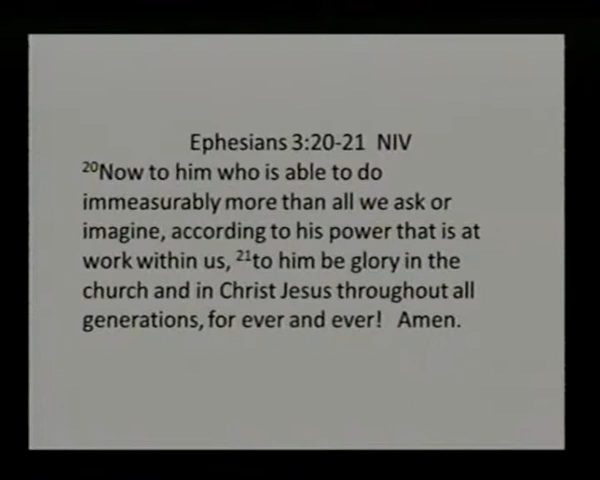 Ephesians 3:20-21 NIV
²⁰Now to him who is able to do
immeasurably more than all we ask or
imagine, according to his power that is at
work within us, ²¹to him be glory in the
church and in Christ Jesus throughout all
generations, for ever and ever! Amen.